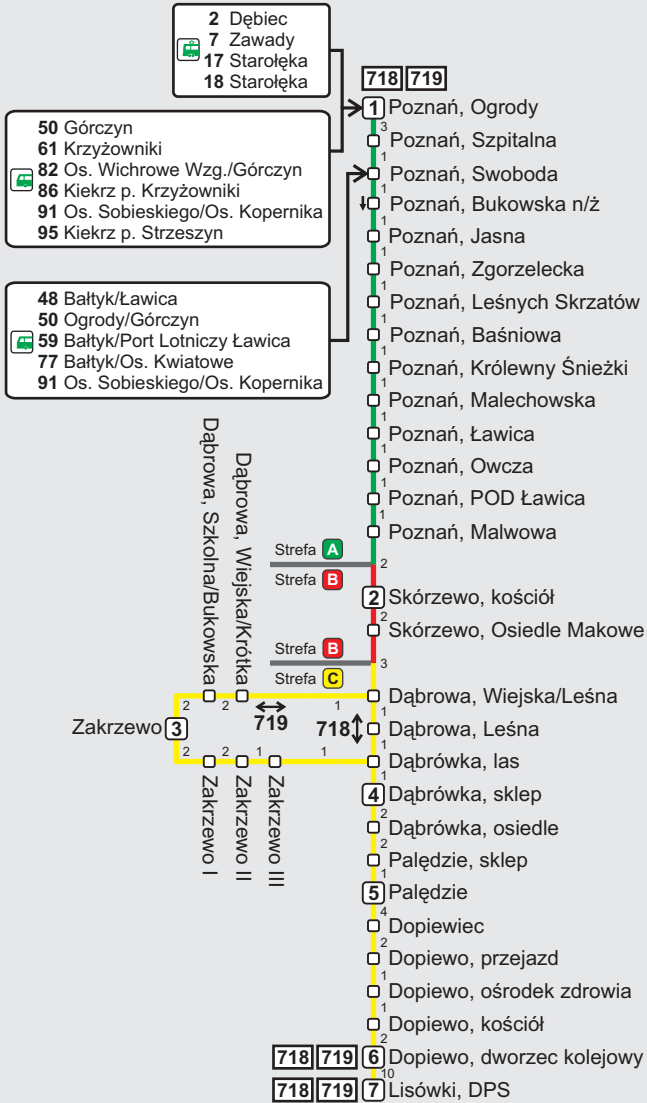 2 Dębiec
7 Zawady
17 Starołęka
18 Starołęka
50 Górczyn
61 Krzyżowniki
82 Os. Wichrowe Wzg./Górczyn
86 Kiekrz p. Krzyżowniki
91 Os. Sobieskiego/Os. Kopernika
95 Kiekrz p. Strzeszyn
48 Bałtyk/Ławica
50 Ogrody/Górczyn
59 Bałtyk/Port Lotniczy Ławica
77 Bałtyk/Os. Kwiatowe
91 Os. Sobieskiego/Os. Kopernika
718 719
1 Poznań, Ogrody
3
Poznań, Szpitalna
1
Poznań, Swoboda
1
Poznań, Bukowska n/ż
1
Poznań, Jasna
1
Poznań, Zgorzelecka
1
Poznań, Leśnych Skrzatów
1
Poznań, Baśniowa
1
Poznań, Królewny Śnieżki
1
Poznań, Malechowska
1
Poznań, Ławica
1
Poznań, Owcza
1
Poznań, POD Ławica
1
Poznań, Malwowa
Strefa A
2
Strefa B
2 Skórzewo, kościół
2
Skórzewo, Osiedle Makowe
Strefa B
3
Strefa C
Dąbrowa, Szkolna/Bukowska
Dąbrowa, Wiejska/Krótka
Dąbrowa, Wiejska/Leśna
2 2 1 1
Zakrzewo 3
719
718
Dąbrowa, Leśna
2 2 1 1 1
Dąbrówka, las
Zakrzewo I
Zakrzewo II
Zakrzewo III
1
4 Dąbrówka, sklep
2
Dąbrówka, osiedle
2
Palędzie, sklep
1
5 Palędzie
4
Dopiewiec
2
Dopiewo, przejazd
1
Dopiewo, ośrodek zdrowia
1
Dopiewo, kościół
2
718 719 6 Dopiewo, dworzec kolejowy
10
718 719 7 Lisówki, DPS